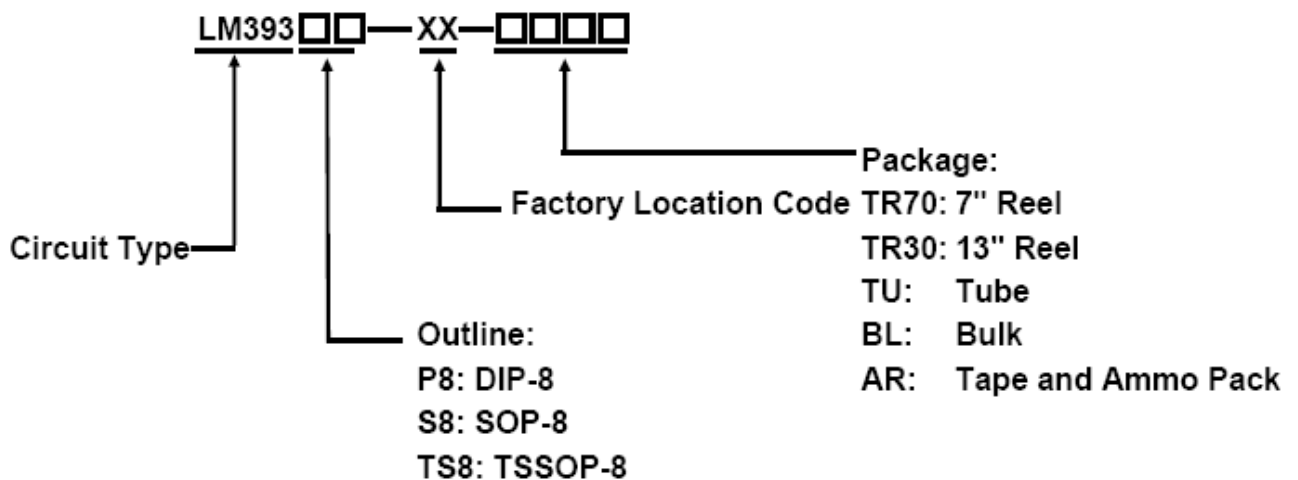 LM393□□—XX—□□□□
Package:
Factory Location Code
TR70: 7" Reel
Circuit Type
TR30: 13" Reel
TU: Tube
Outline:
BL: Bulk
P8: DIP-8
AR: Tape and Ammo Pack
S8: SOP-8
TS8: TSSOP-8